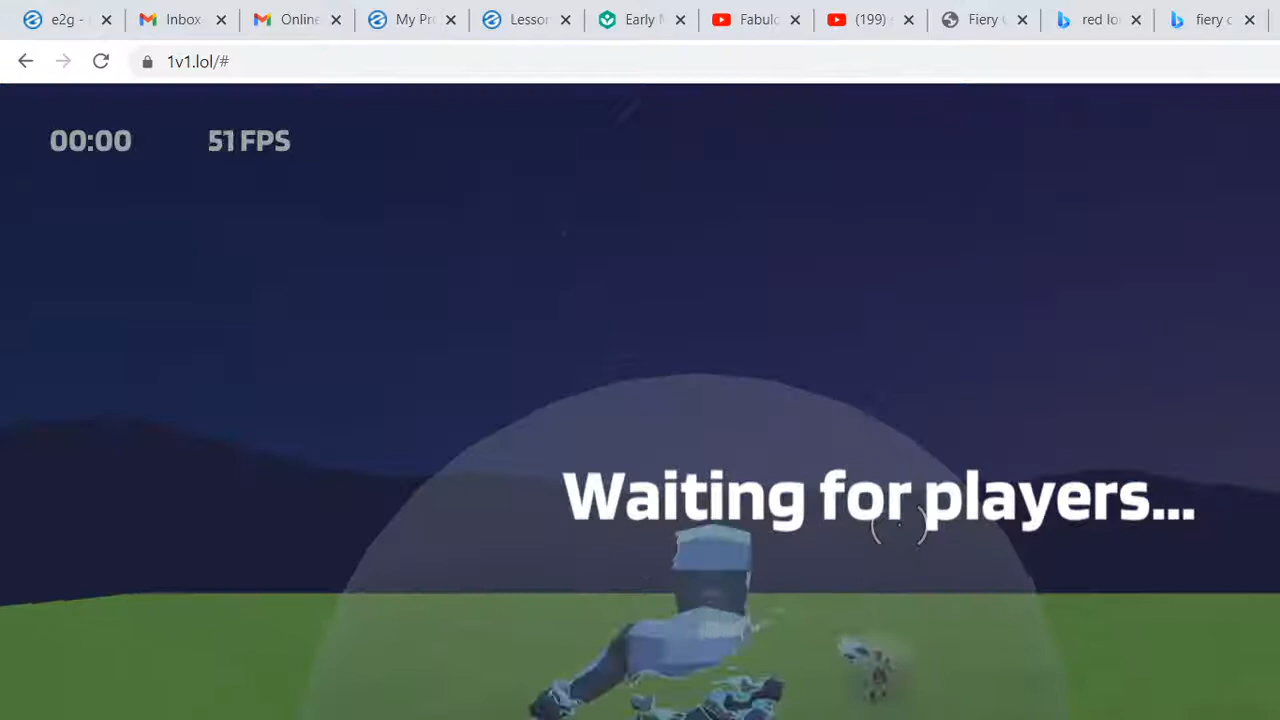 e2g -
Inbox
Online
My Pr
Lesson
Early M
Fabulo
(199)
Fiery
red lo
fiery c
1v1.lol/#
00:00
51 FPS
Waiting for players...